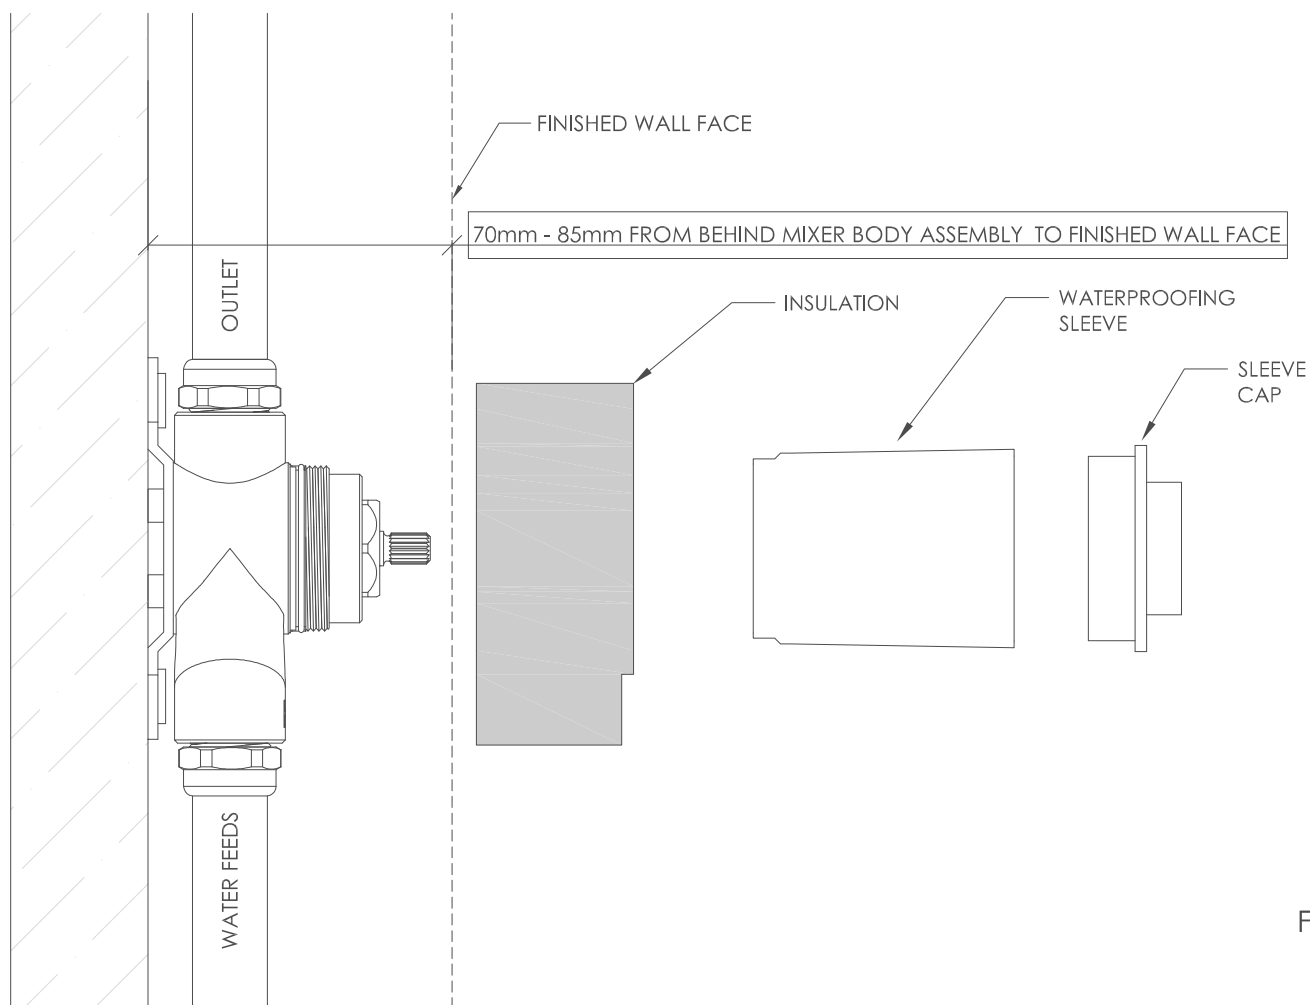 FINISHED WALL FACE
70mm - 85mm FROM BEHIND MIXER BODY ASSEMBLY TO FINISHED WALL FACE
OUTLET
INSULATION
WATERPROOFING
SLEEVE
SLEEVE
CAP
WATER FEEDS
F